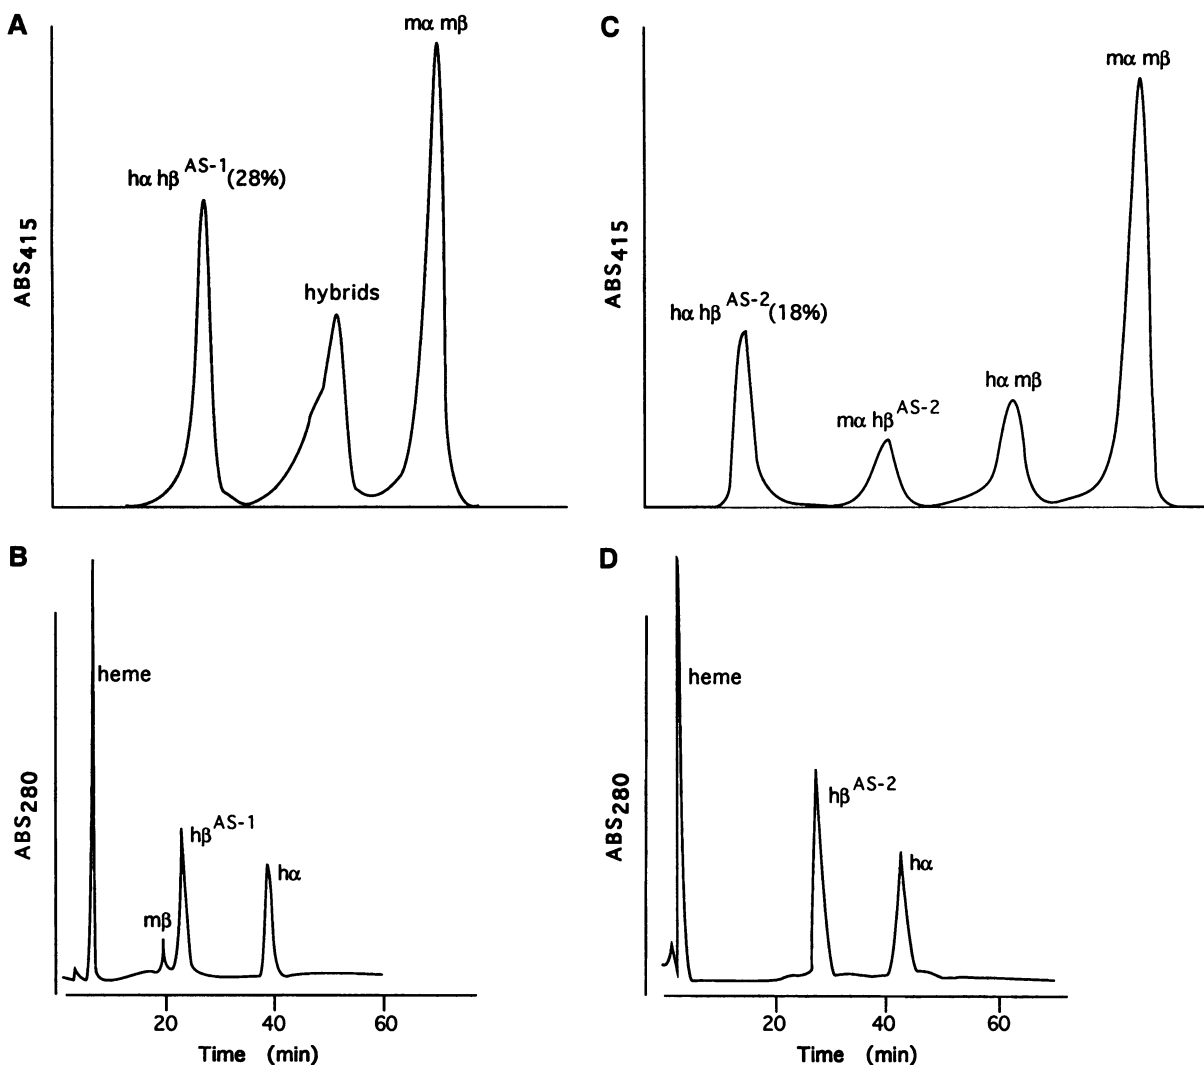 A
mα mβ
hα hβ AS-1 (28%)
hybrids
ABS415
C
mα mβ
hα hβ AS-2 (18%)
mα hβ AS-2
hα mβ
ABS415
B
heme
mβ
hβ AS-1
hα
ABS280
20 40 60
Time (min)
D
heme
hβ AS-2
hα
ABS280
20 40 60
Time (min)